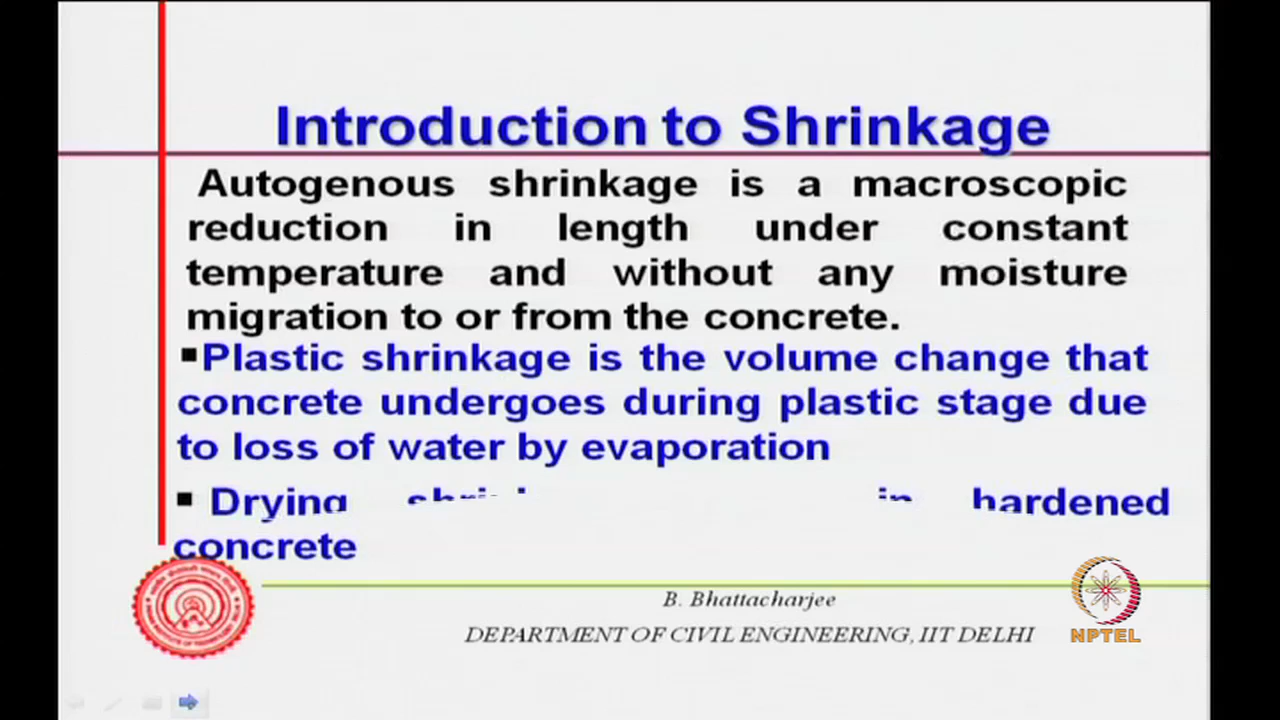 Introduction to Shrinkage
Autogenous shrinkage is a macroscopic
reduction in length under constant
temperature and without any moisture
migration to or from the concrete.
▪Plastic shrinkage is the volume change that
concrete undergoes during plastic stage due
to loss of water by evaporation
▪ Drying in hardened
concrete
B. Bhattacharjee
DEPARTMENT OF CIVIL ENGINEERING, IIT DELHI
NPTEL